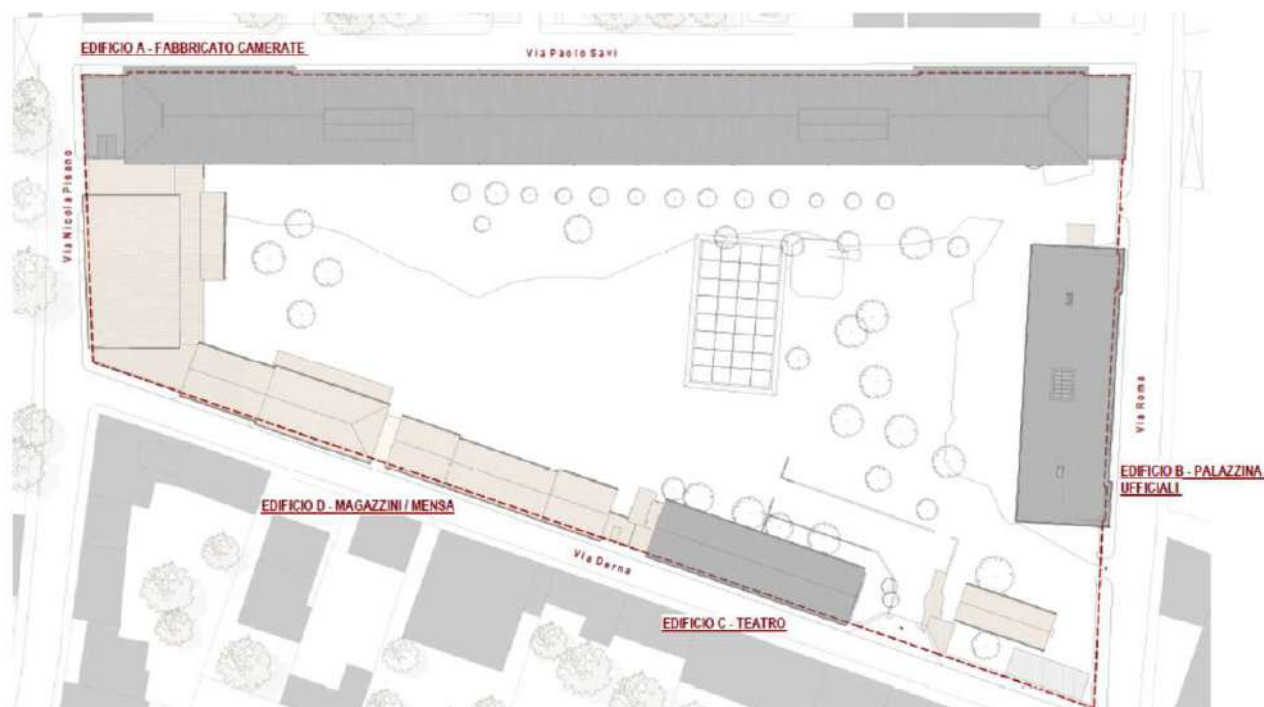 EDIFICIO A - FABBRICATO CAMERATE
Via Paolo Savi
Via Nicola Pisano
Via Roma
EDIFICIO B - PALAZZINA
UFFICIALI
EDIFICIO D - MAGAZZINI / MENSA
Via Derna
EDIFICIO C - TEATRO